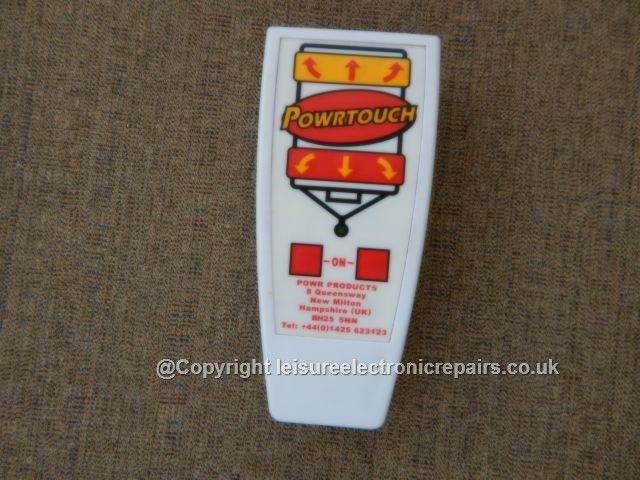 POWRTOUCH
-ON-
POWR PRODUCTS
6 Queensway
New Milton
Hampshire (UK)
BH25 5NN
Tel: +44(0)1425 623123
@Copyright leisureelectronicrepairs.co.uk